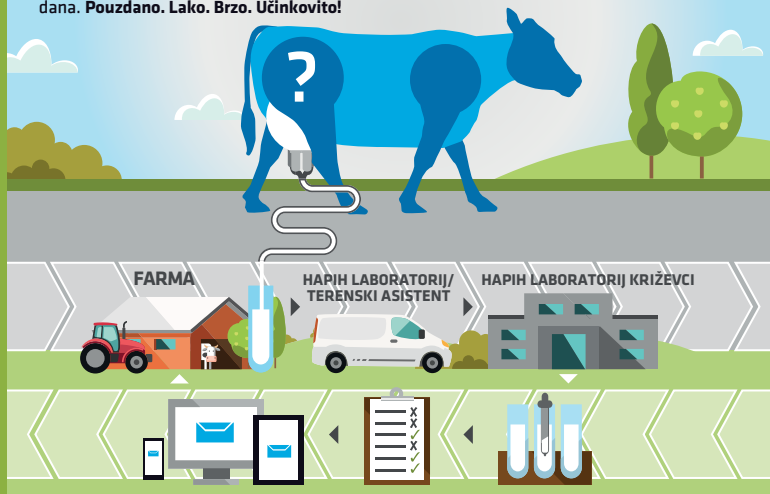 dana. Pouzdano. Lako. Brzo. Učinkovito!
?
FARMA
HAPIH LABORATORIJ/
TERENSKI ASISTENT
HAPIH LABORATORIJ KRIŽEVCI